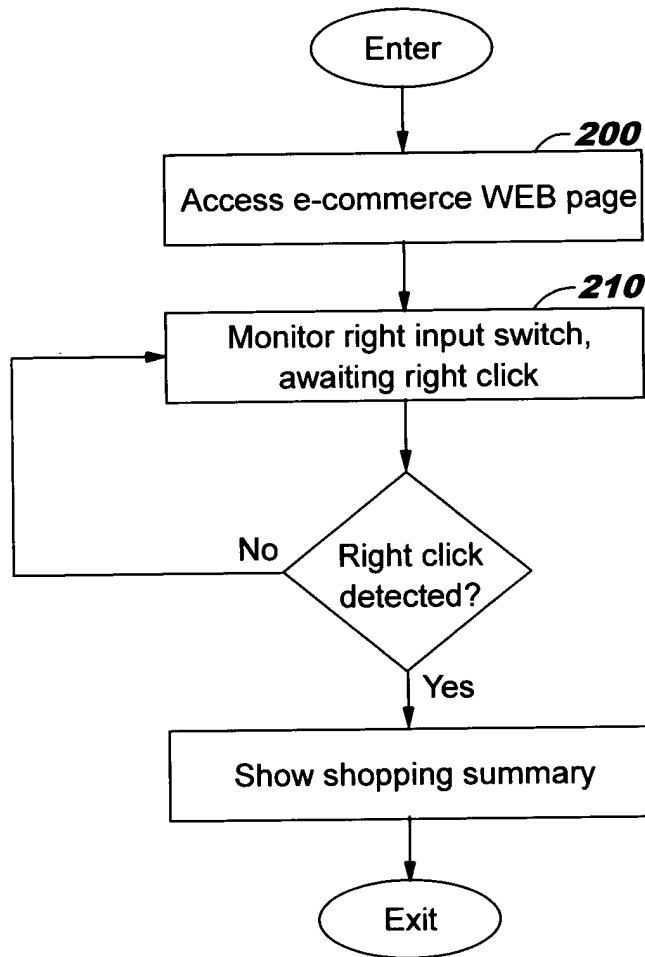 Enter
200
Access e-commerce WEB page
210
Monitor right input switch,
awaiting right click
No
Right click
detected?
Yes
Show shopping summary
Exit